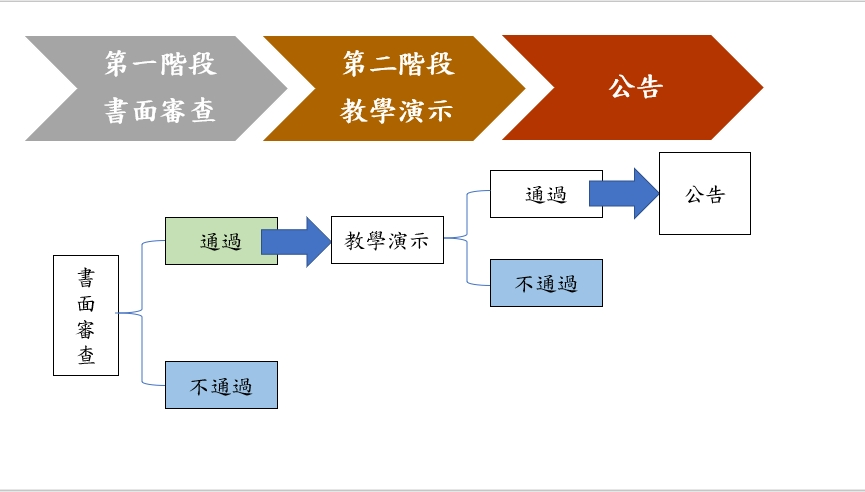 第一階段
書面審查
第二階段
教學演示
公告
書面審查
通過
不通過
教學演示
通過
不通過
公告